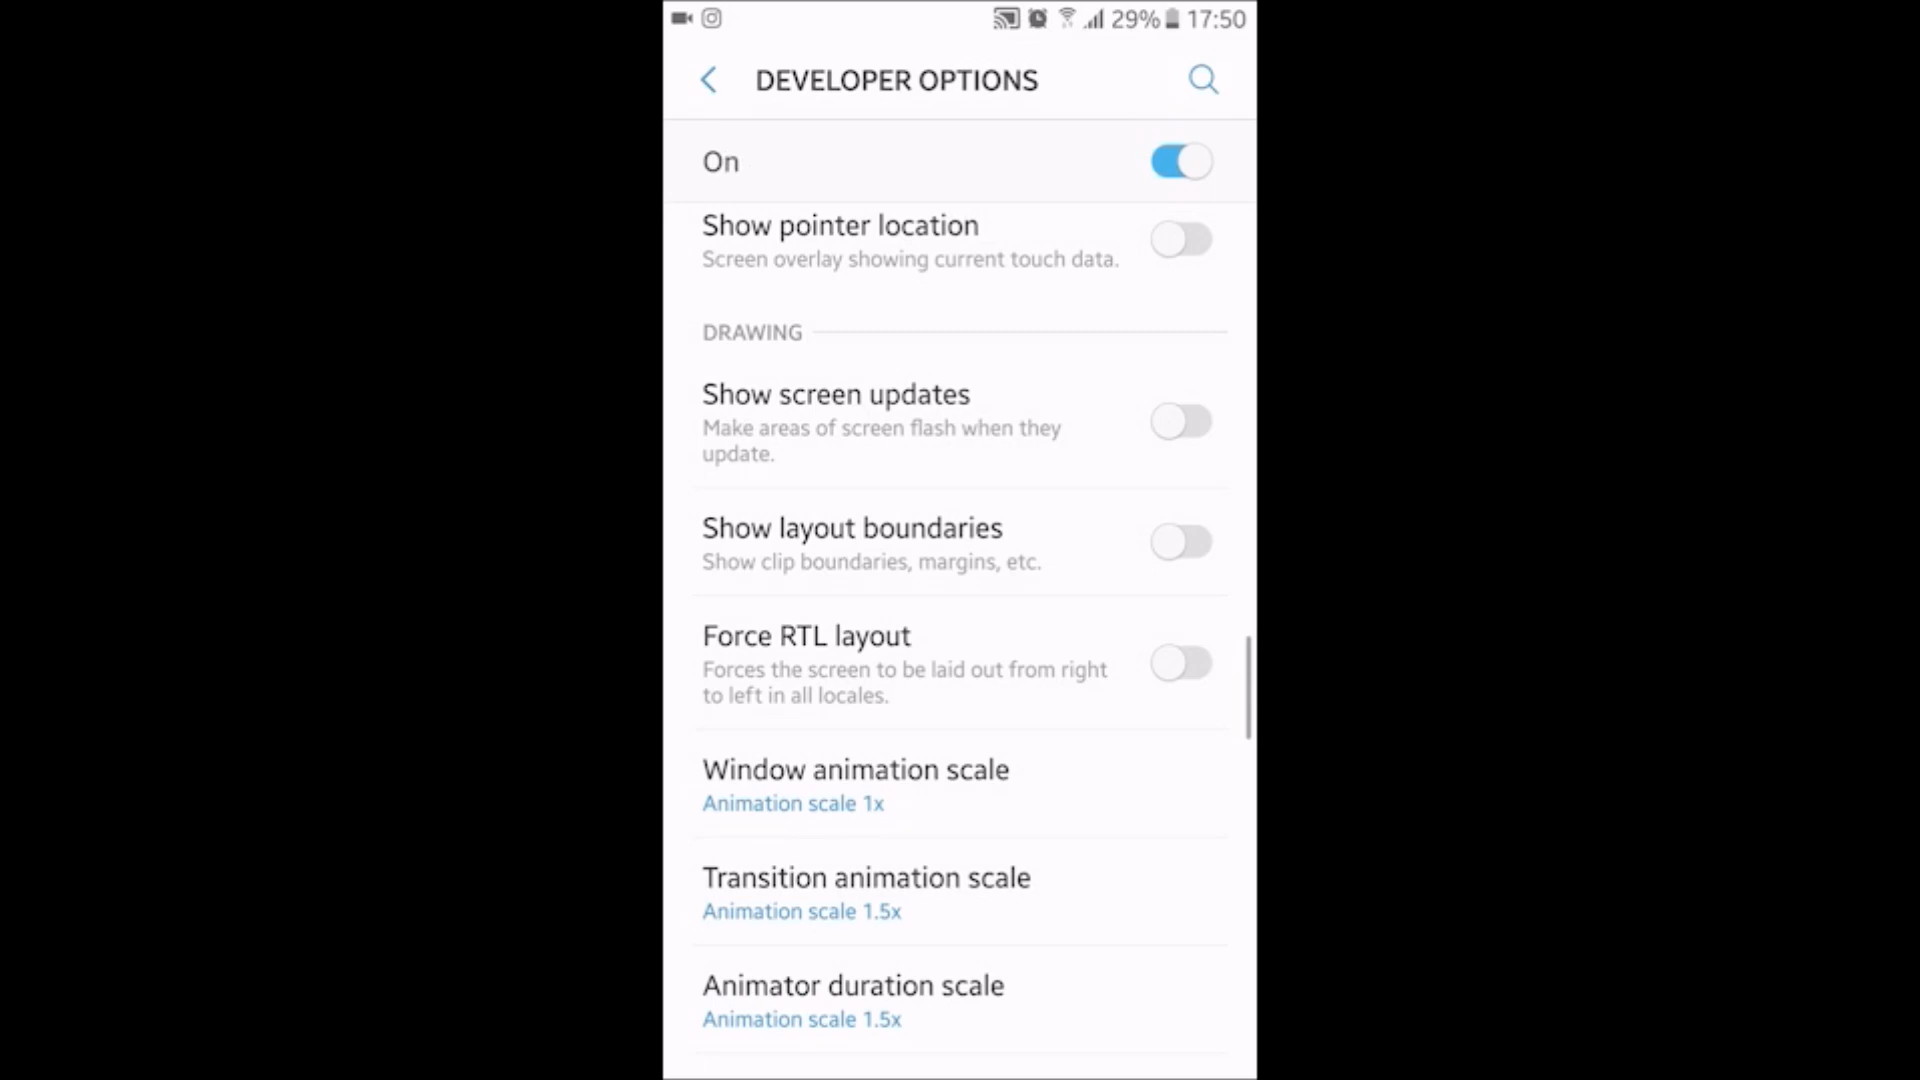 29% 17:50
DEVELOPER OPTIONS
On
Show pointer location
Screen overlay showing current touch data.
DRAWING
Show screen updates
Make areas of screen flash when they
update.
Show layout boundaries
Show clip boundaries, margins, etc.
Force RTL layout
Forces the screen to be laid out from right
to left in all locales.
Window animation scale
Animation scale 1x
Transition animation scale
Animation scale 1.5x
Animator duration scale
Animation scale 1.5x